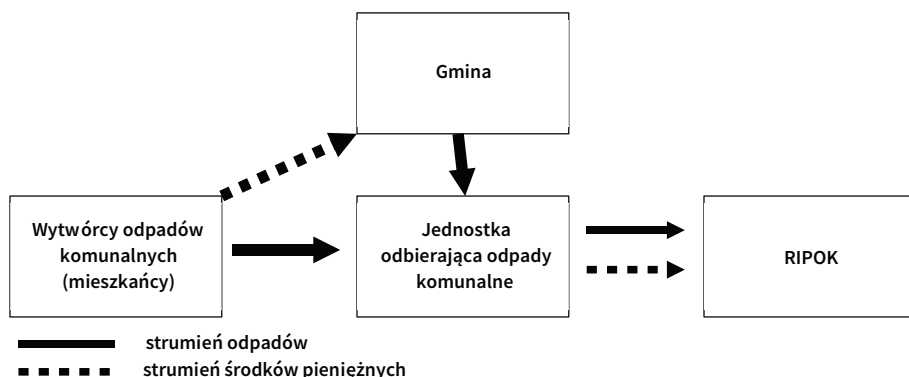 Gmina
Wytwórcy odpadów
komunalnych
(mieszkańcy)
Jednostka
odbierająca odpady
komunalne
RIPOK
strumień odpadów
strumień środków pieniężnych